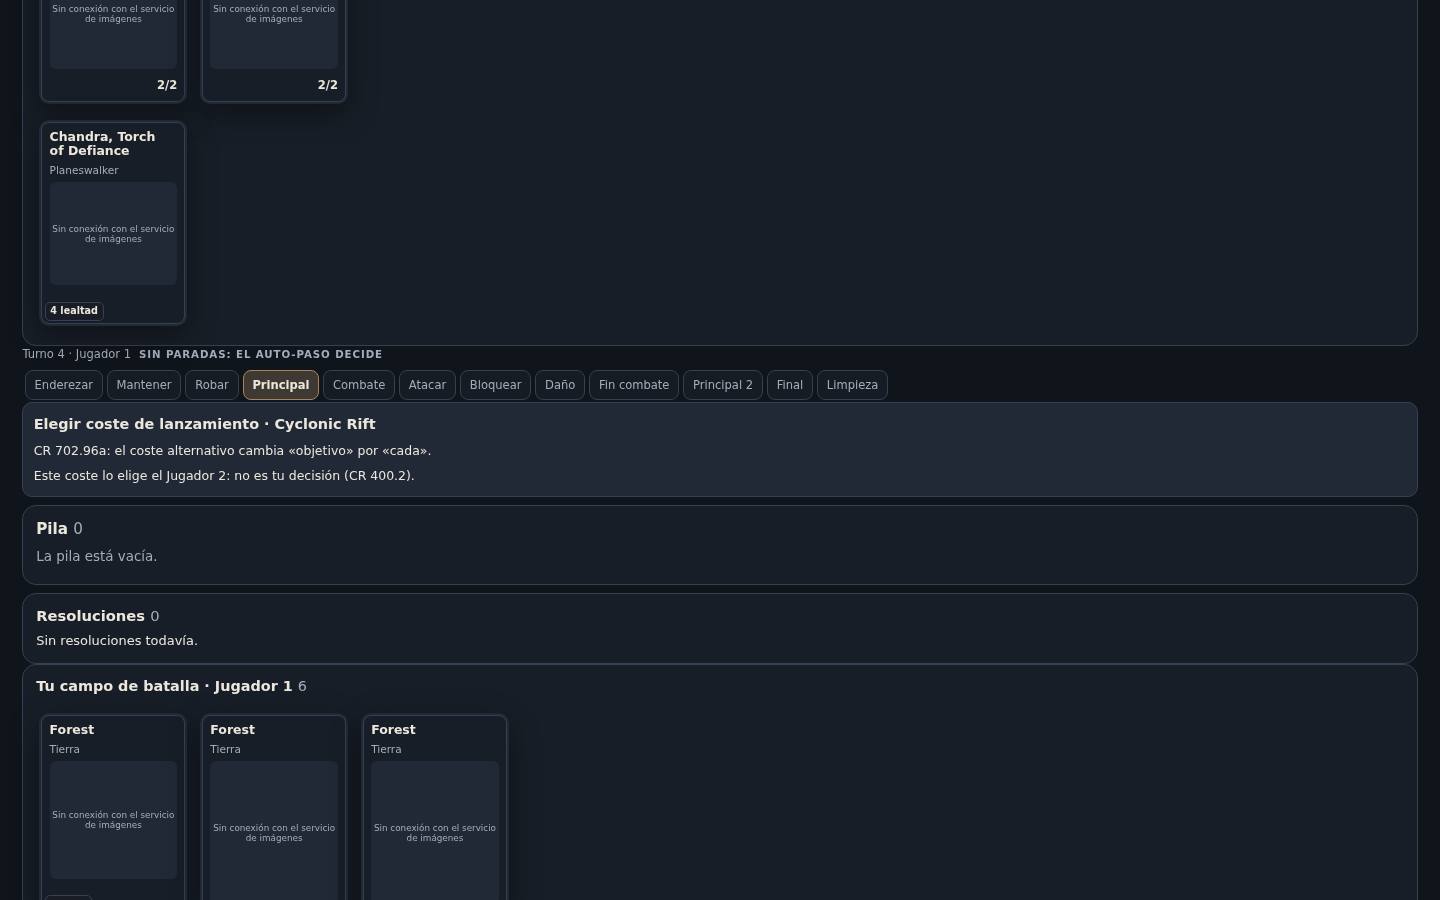 Sin conexión con el servicio
de imágenes
Sin conexión con el servicio
de imágenes
2/2
2/2
Chandra, Torch
of Defiance
Planeswalker
Sin conexión con el servicio
de imágenes
4 lealtad
Turno 4 · Jugador 1 SIN PARADAS: EL AUTO-PASO DECIDE
Enderezar Mantener Robar Principal Combate Atacar Bloquear Daño Fin combate Principal 2 Final Limpieza
Elegir coste de lanzamiento · Cyclonic Rift
CR 702.96a: el coste alternativo cambia «objetivo» por «cada».
Este coste lo elige el Jugador 2: no es tu decisión (CR 400.2).
Pila 0
La pila está vacía.
Resoluciones 0
Sin resoluciones todavía.
Tu campo de batalla · Jugador 1 6
Forest
Tierra
Sin conexión con el servicio
de imágenes
Forest
Tierra
Sin conexión con el servicio
de imágenes
Forest
Tierra
Sin conexión con el servicio
de imágenes